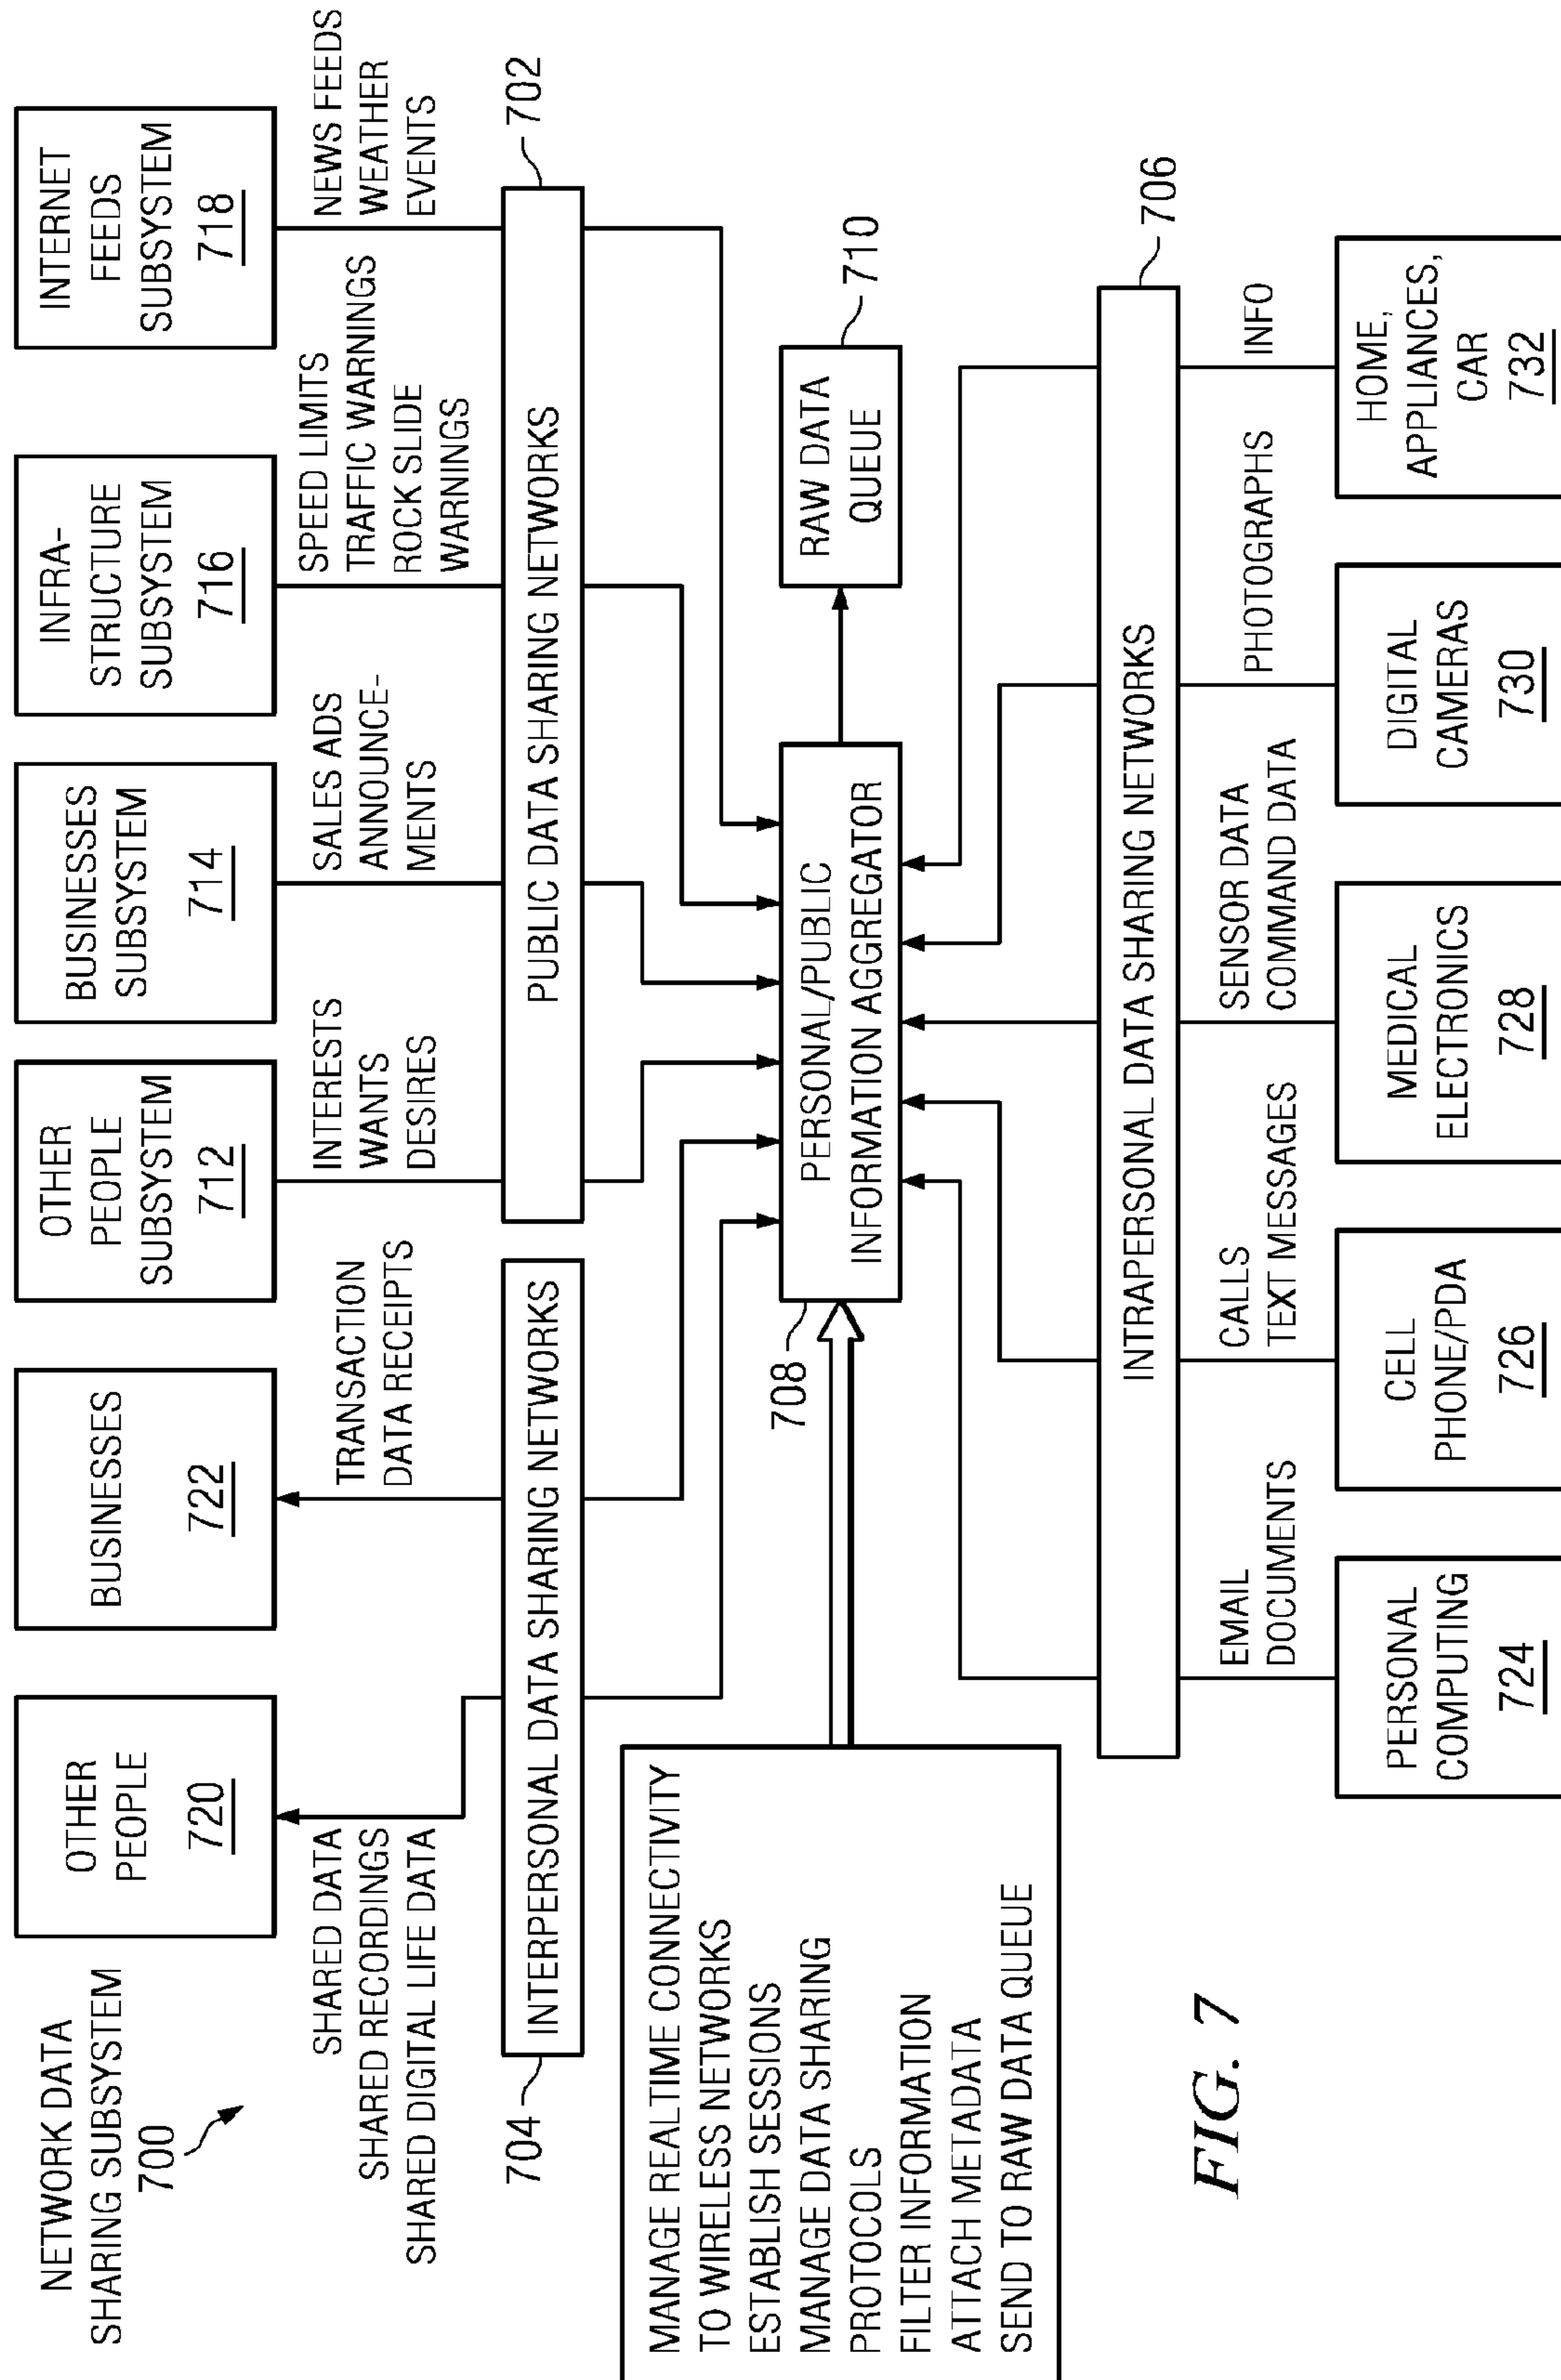 NETWORK DATA
SHARING SUBSYSTEM
700
OTHER
PEOPLE
720
BUSINESSES
722
OTHER
PEOPLE
SUBSYSTEM
712
BUSINESSES
SUBSYSTEM
714
INFRA-
STRUCTURE
SUBSYSTEM
716
INTERNET
FEEDS
SUBSYSTEM
718
SHARED DATA
SHARED RECORDINGS
SHARED DIGITAL LIFE DATA
TRANSACTION
DATA RECEIPTS
INTERESTS
WANTS
DESIRES
SALES ADS
ANNOUNCE-
MENTS
SPEED LIMITS
TRAFFIC WARNINGS
ROCK SLIDE
WARNINGS
NEWS FEEDS
WEATHER
EVENTS
704
INTERPERSONAL DATA SHARING NETWORKS
PUBLIC DATA SHARING NETWORKS
702
MANAGE REALTIME CONNECTIVITY
TO WIRELESS NETWORKS
ESTABLISH SESSIONS
MANAGE DATA SHARING
PROTOCOLS
FILTER INFORMATION
ATTACH METADATA
SEND TO RAW DATA QUEUE
708
PERSONAL/PUBLIC
INFORMATION AGGREGATOR
RAW DATA
QUEUE
710
INTRAPERSONAL DATA SHARING NETWORKS
706
EMAIL
DOCUMENTS
CALLS
TEXT MESSAGES
SENSOR DATA
COMMAND DATA
PHOTOGRAPHS
INFO
PERSONAL
COMPUTING
724
CELL
PHONE/PDA
726
MEDICAL
ELECTRONICS
728
DIGITAL
CAMERAS
730
HOME,
APPLIANCES,
CAR
732
FIG. 7